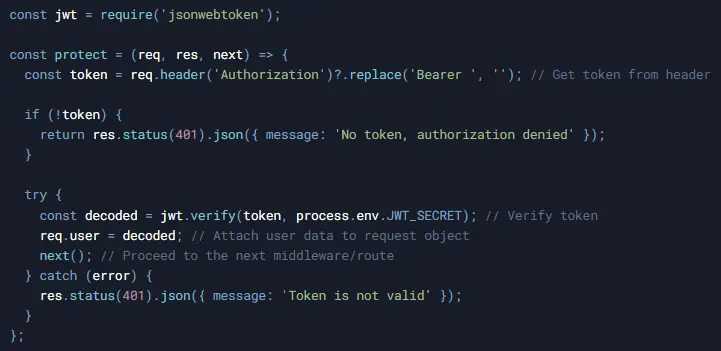 const jwt = require('jsonwebtoken');

const protect = (req, res, next) => {
  const token = req.header('Authorization')?.replace('Bearer ', ''); // Get token from header

  if (!token) {
    return res.status(401).json({ message: 'No token, authorization denied' });
  }

  try {
    const decoded = jwt.verify(token, process.env.JWT_SECRET); // Verify token
    req.user = decoded; // Attach user data to request object
    next(); // Proceed to the next middleware/route
  } catch (error) {
    res.status(401).json({ message: 'Token is not valid' });
  }
};